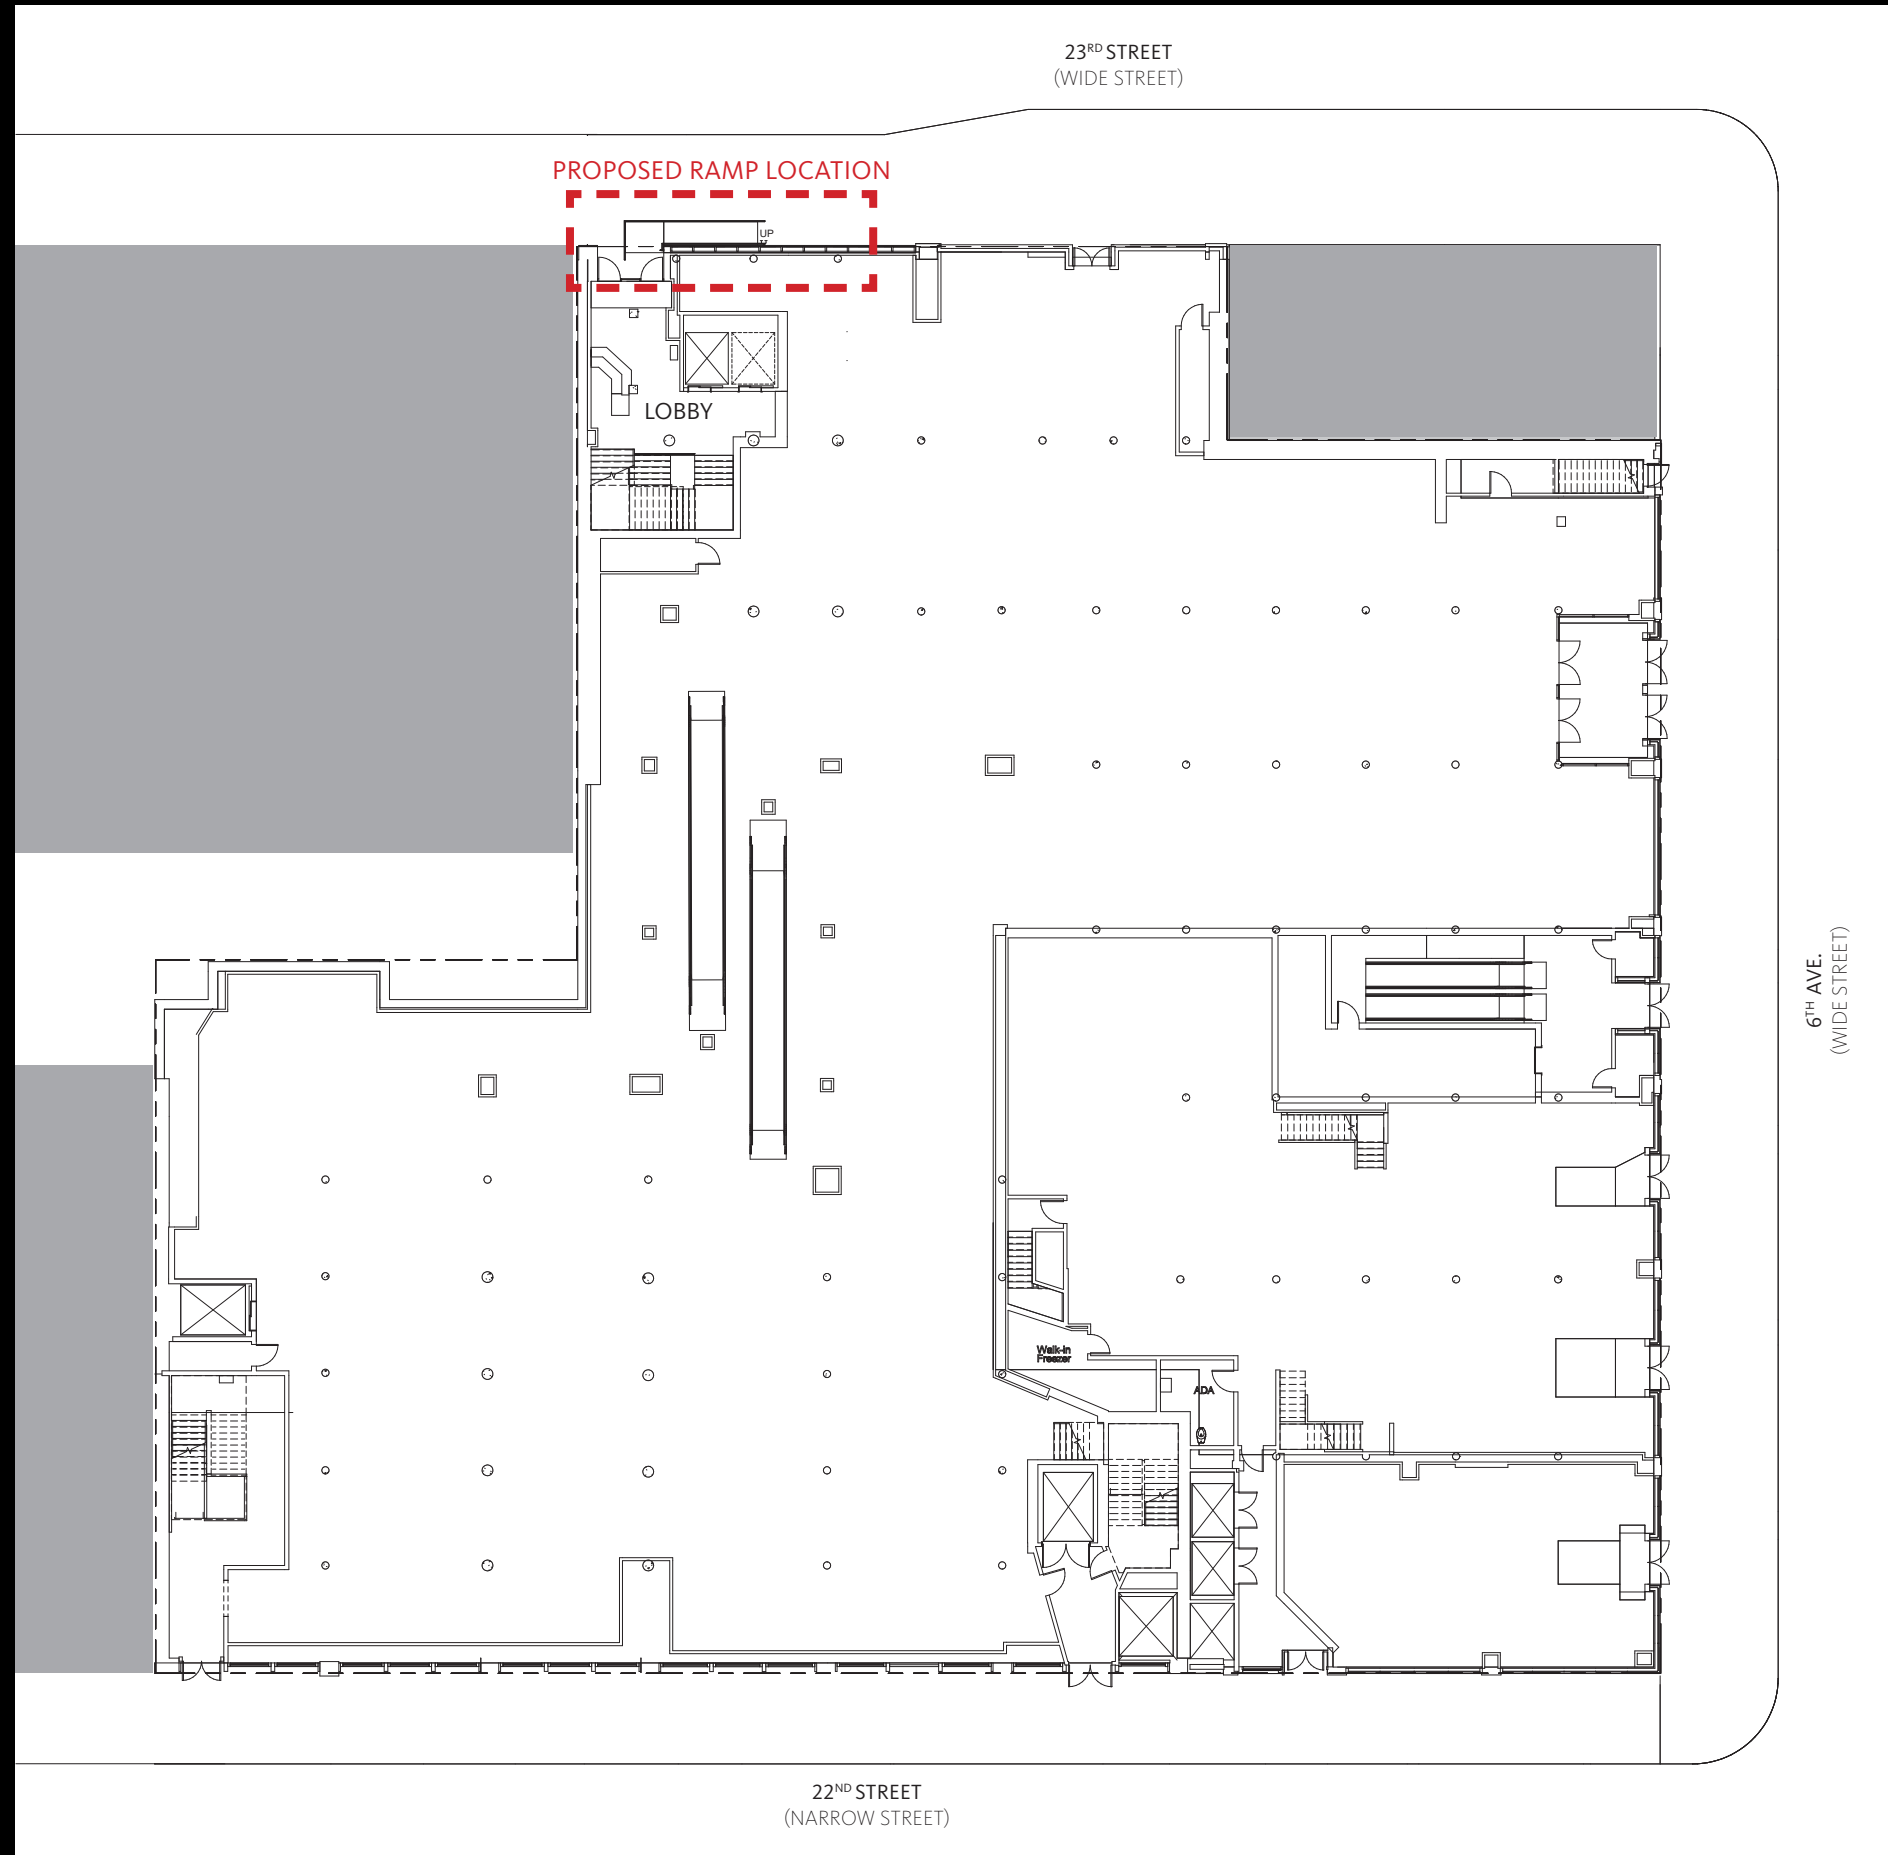 23RD STREET
(WIDE STREET)
PROPOSED RAMP LOCATION
UP
LOBBY
6TH AVE.
(WIDE STREET)
Walk-in
Freezer
ADA
22ND STREET
(NARROW STREET)